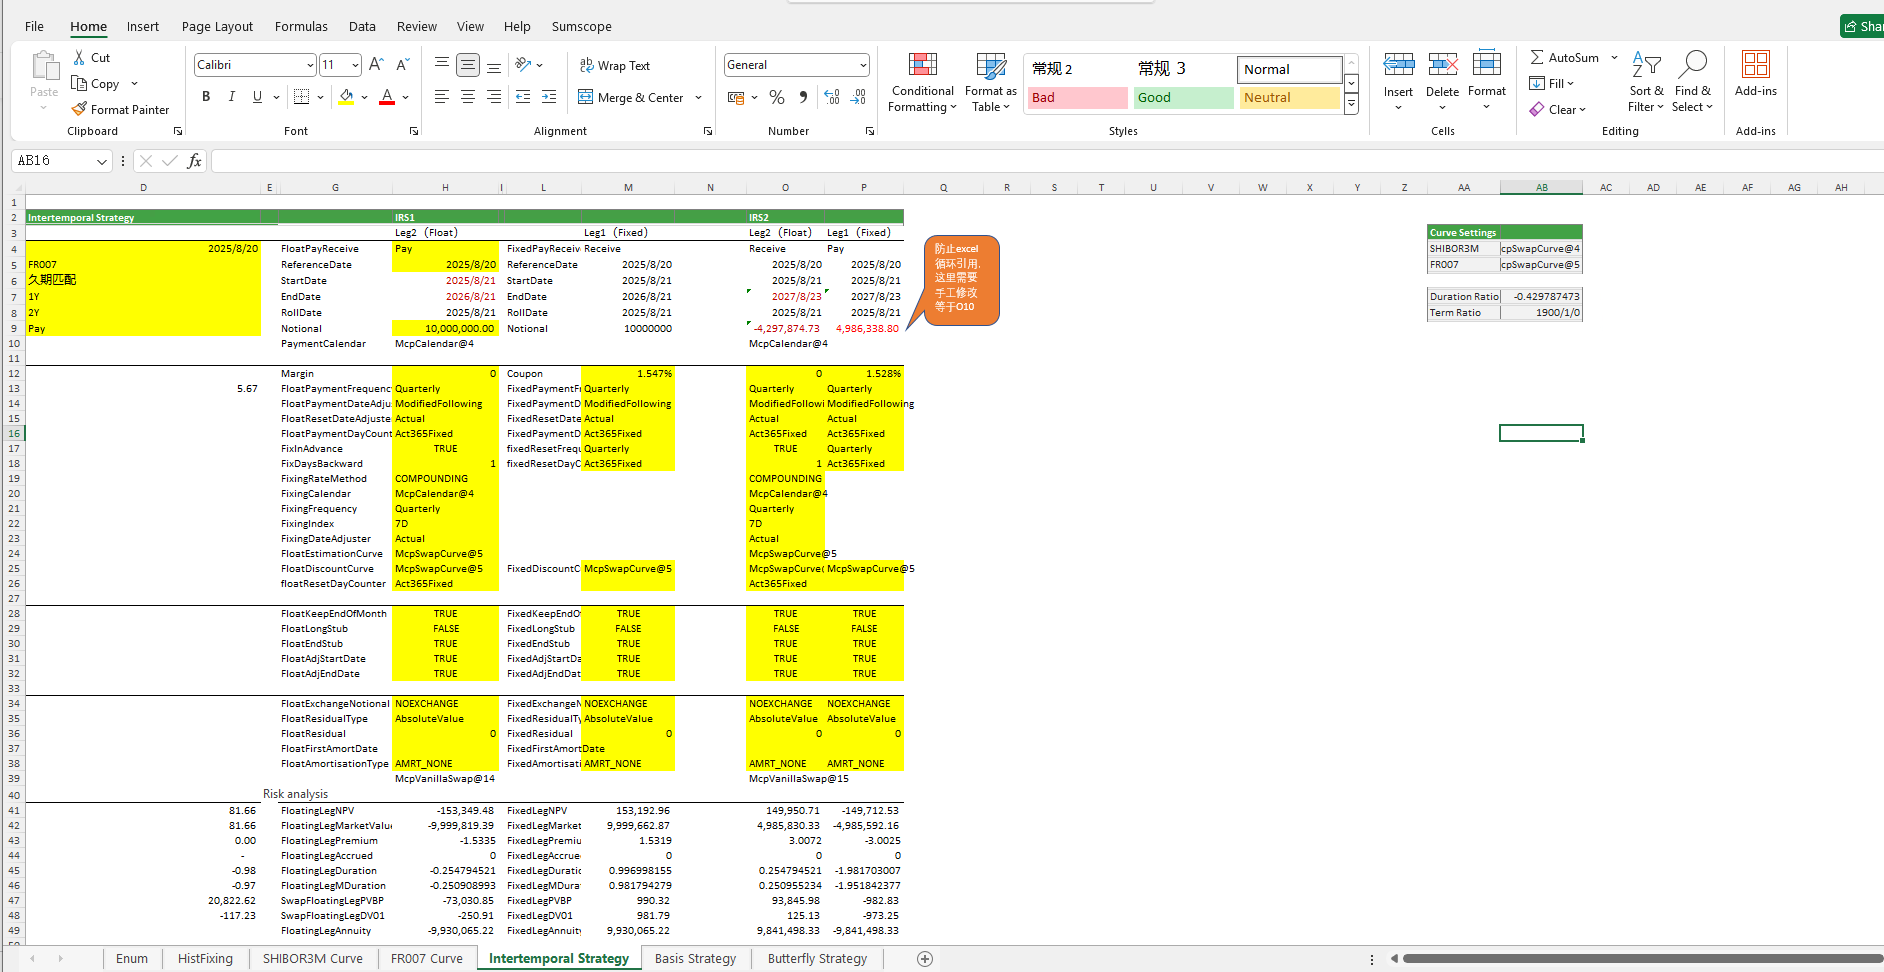 File Home Insert Page Layout Formulas Data Review View Help Sumscope
Shar
Paste Cut Copy Format Painter Clipboard
Calibri 11 B I U Font
Wrap Text Merge & Center Alignment
General % Number
Conditional Formatting Format as Table 常规 2 常规 3 Normal Bad Good Neutral Styles
Insert Delete Format Cells
AutoSum Fill Clear Sort & Filter Find & Select Editing
Add-ins Add-ins
AB16 fx
D E G H I L M N O P Q R S T U V W X Y Z AA AB AC AD AE AF AG AH
1
2 Intertemporal Strategy IRS1 IRS2
3 Leg2 (Float) Leg1 (Fixed) Leg2 (Float) Leg1 (Fixed) Curve Settings
4 2025/8/20 FloatPayReceive Pay FixedPayReceiv Receive Receive Pay SHIBOR3M cpSwapCurve@4
5 FR007 ReferenceDate 2025/8/20 ReferenceDate 2025/8/20 2025/8/20 2025/8/20 FR007 cpSwapCurve@5
6 久期匹配 StartDate 2025/8/21 StartDate 2025/8/21 2025/8/21 2025/8/21
7 1Y EndDate 2026/8/21 EndDate 2026/8/21 2027/8/23 2027/8/23 Duration Ratio -0.429787473
8 2Y RollDate 2025/8/21 RollDate 2025/8/21 2025/8/21 2025/8/21 Term Ratio 1900/1/0
9 Pay Notional 10,000,000.00 Notional 10000000 -4,297,874.73 4,986,338.80
10 PaymentCalendar McpCalendar@4 McpCalendar@4
防止excel
循环引用,
这里需要
手工修改
等于O10
11
12 Margin 0 Coupon 1.547% 0 1.528%
13 5.67 FloatPaymentFrequenc Quarterly FixedPaymentF Quarterly Quarterly Quarterly
14 FloatPaymentDateAdju ModifiedFollowing FixedPaymentD ModifiedFollowing ModifiedFollowi ModifiedFollowing
15 FloatResetDateAdjuste Actual FixedResetDate Actual Actual Actual
16 FloatPaymentDayCount Act365Fixed FixedPaymentD Act365Fixed Act365Fixed Act365Fixed
17 FixInAdvance TRUE fixedResetFrequ Quarterly TRUE Quarterly
18 FixDaysBackward 1 fixedResetDayC Act365Fixed 1 Act365Fixed
19 FixingRateMethod COMPOUNDING COMPOUNDING
20 FixingCalendar McpCalendar@4 McpCalendar@4
21 FixingFrequency Quarterly Quarterly
22 FixingIndex 7D 7D
23 FixingDateAdjuster Actual Actual
24 FloatEstimationCurve McpSwapCurve@5 McpSwapCurve@5
25 FloatDiscountCurve McpSwapCurve@5 FixedDiscountC McpSwapCurve@5 McpSwapCurve( McpSwapCurve@5
26 floatResetDayCounter Act365Fixed Act365Fixed
27
28 FloatKeepEndOfMonth TRUE FixedKeepEndO TRUE TRUE TRUE
29 FloatLongStub FALSE FixedLongStub FALSE FALSE FALSE
30 FloatEndStub TRUE FixedEndStub TRUE TRUE TRUE
31 FloatAdjStartDate TRUE FixedAdjStartDa TRUE TRUE TRUE
32 FloatAdjEndDate TRUE FixedAdjEndDat TRUE TRUE TRUE
33
34 FloatExchangeNotional NOEXCHANGE FixedExchangeN NOEXCHANGE NOEXCHANGE NOEXCHANGE
35 FloatResidualType AbsoluteValue FixedResidualTy AbsoluteValue AbsoluteValue AbsoluteValue
36 FloatResidual 0 FixedResidual 0 0 0
37 FloatFirstAmortDate FixedFirstAmortDate
38 FloatAmortisationType AMRT_NONE FixedAmortisati AMRT_NONE AMRT_NONE AMRT_NONE
39 McpVanillaSwap@14 McpVanillaSwap@15
40 Risk analysis
41 81.66 FloatingLegNPV -153,349.48 FixedLegNPV 153,192.96 149,950.71 -149,712.53
42 81.66 FloatingLegMarketValu -9,999,819.39 FixedLegMarket 9,999,662.87 4,985,830.33 -4,985,592.16
43 0.00 FloatingLegPremium -1.5335 FixedLegPremiu 1.5319 3.0072 -3.0025
44 - FloatingLegAccrued 0 FixedLegAccrue 0 0 0
45 -0.98 FloatingLegDuration -0.254794521 FixedLegDuratic 0.996998155 0.254794521 -1.981703007
46 -0.97 FloatingLegMDuration -0.250908993 FixedLegMDura 0.981794279 0.250955234 -1.951842377
47 20,822.62 SwapFloatingLegPVBP -73,030.85 FixedLegPVBP 990.32 93,845.98 -982.83
48 -117.23 SwapFloatingLegDV01 -250.91 FixedLegDV01 981.79 125.13 -973.25
49 FloatingLegAnnuity -9,930,065.22 FixedLegAnnuity 9,930,065.22 9,841,498.33 -9,841,498.33
Enum HistFixing SHIBOR3M Curve FR007 Curve Intertemporal Strategy Basis Strategy Butterfly Strategy